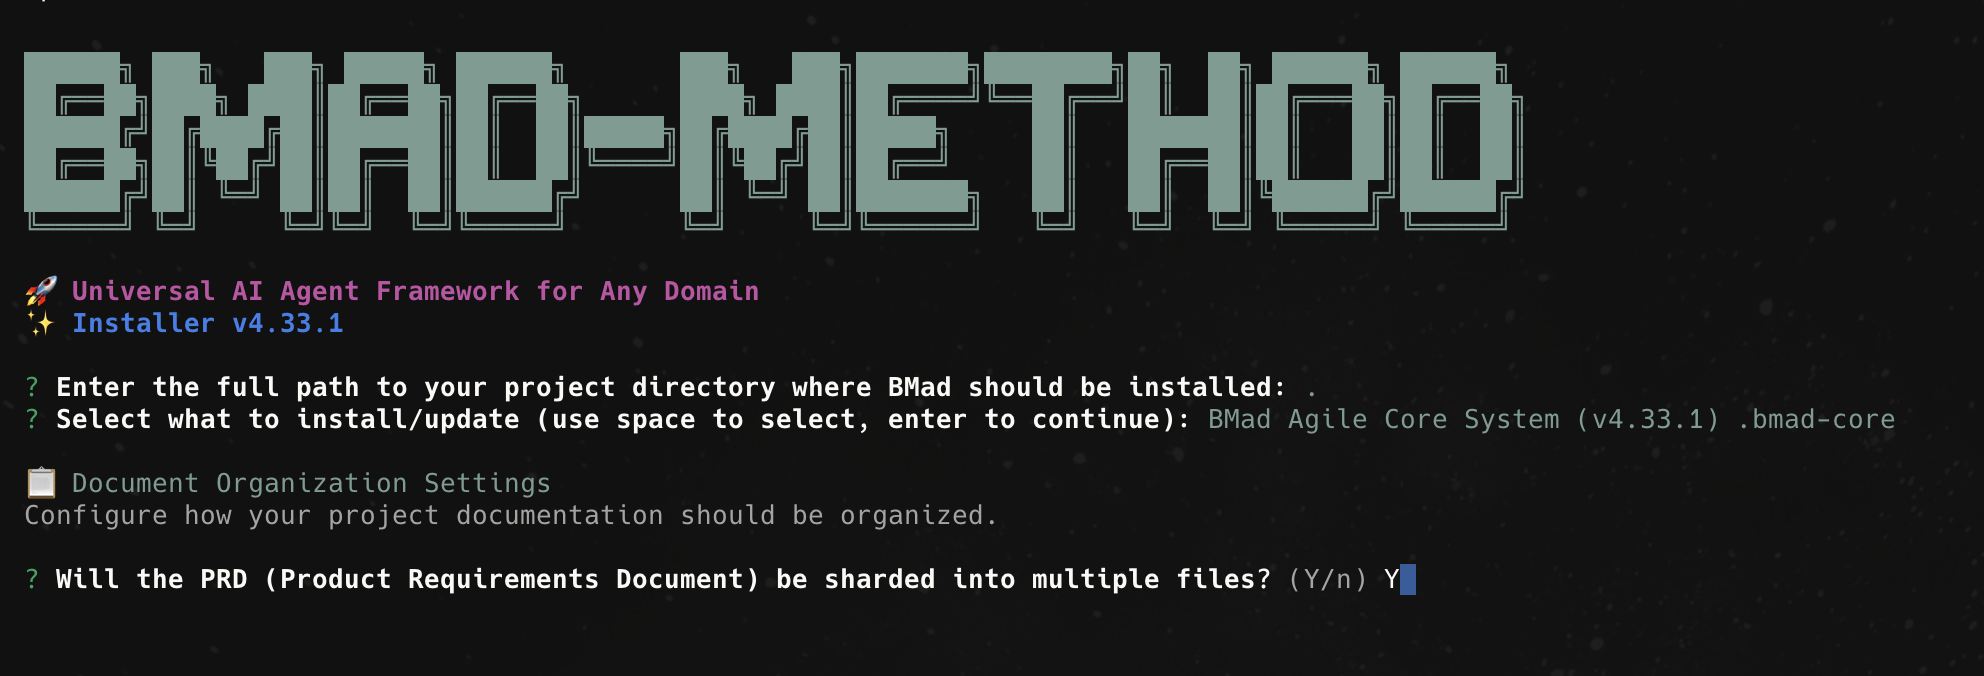 BMAD-METHOD
🚀 Universal AI Agent Framework for Any Domain
✨ Installer v4.33.1
? Enter the full path to your project directory where BMad should be installed: .
? Select what to install/update (use space to select, enter to continue): BMad Agile Core System (v4.33.1) .bmad-core
📋 Document Organization Settings
Configure how your project documentation should be organized.
? Will the PRD (Product Requirements Document) be sharded into multiple files? (Y/n) Y